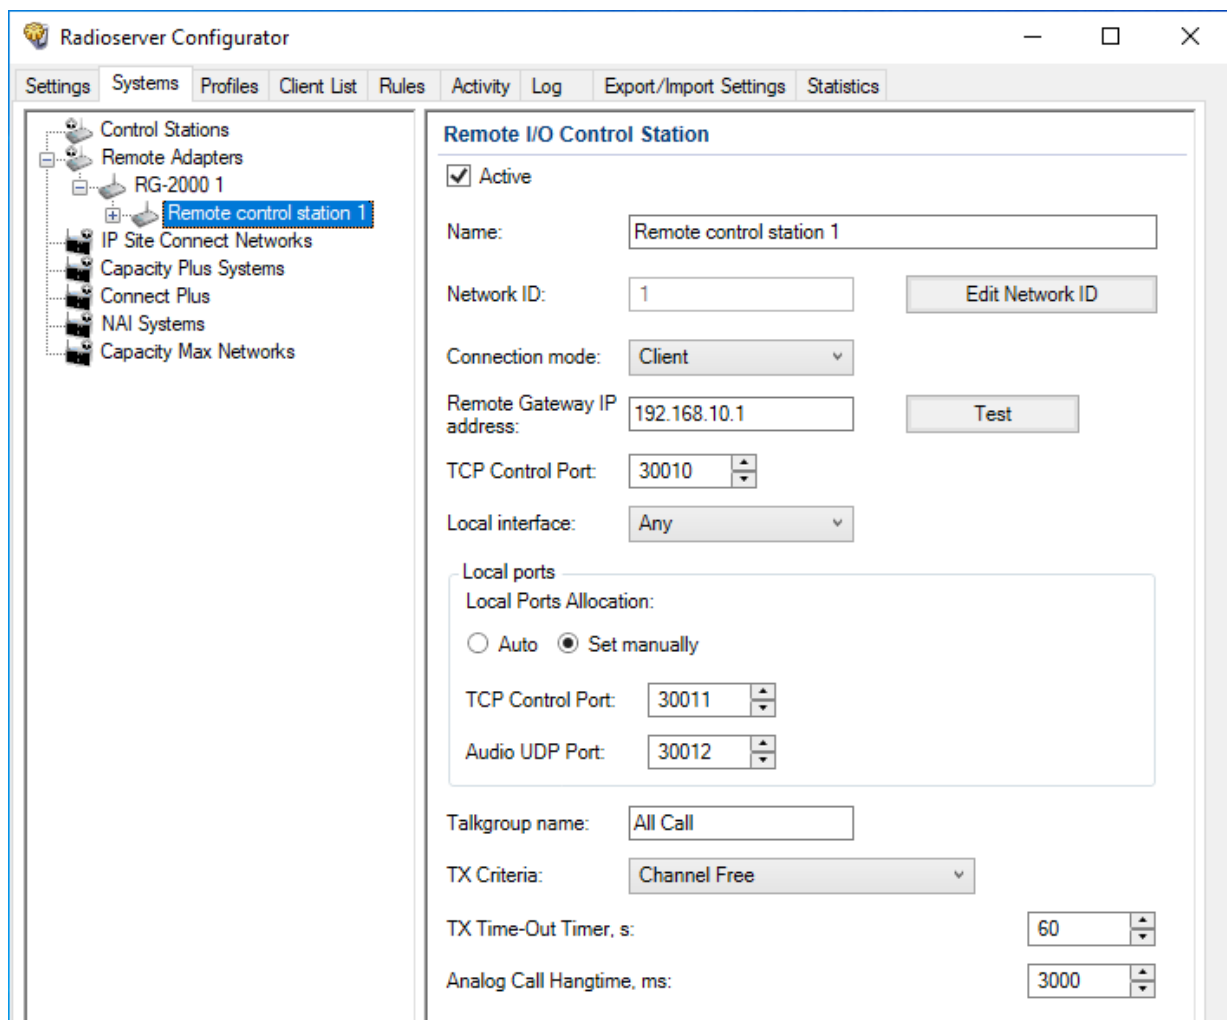 Radioserver Configurator
Settings Systems Profiles Client List Rules Activity Log Export/Import Settings Statistics
Control Stations
Remote Adapters
RG-2000 1
Remote control station 1
IP Site Connect Networks
Capacity Plus Systems
Connect Plus
NAI Systems
Capacity Max Networks
Remote I/O Control Station
Active
Name: Remote control station 1
Network ID: 1 Edit Network ID
Connection mode: Client
Remote Gateway IP
address: 192.168.10.1 Test
TCP Control Port: 30010
Local interface: Any
Local ports
Local Ports Allocation:
Auto Set manually
TCP Control Port: 30011
Audio UDP Port: 30012
Talkgroup name: All Call
TX Criteria: Channel Free
TX Time-Out Timer, s: 60
Analog Call Hangtime, ms: 3000